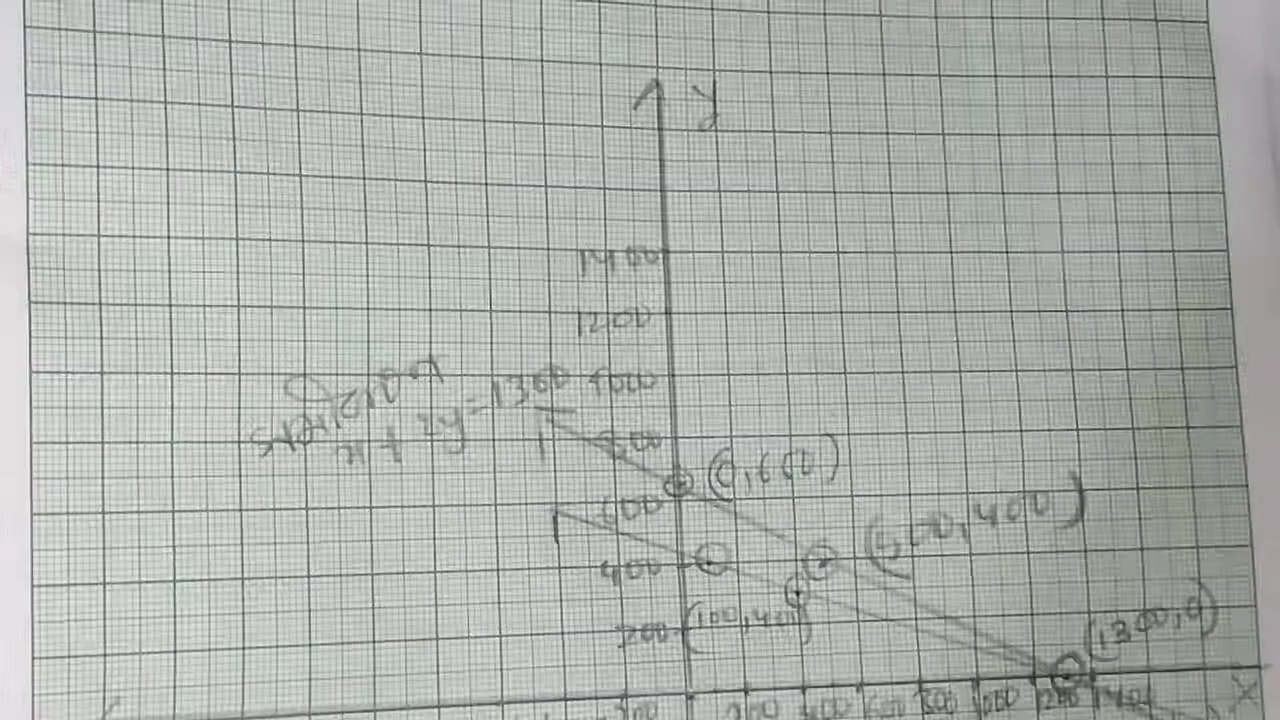 y
1400
1200
1000
x + 2y = 1300
800
(0,650)
600
(500,400)
400
200
(100,400)
(1300,0)
200 400 600 800 1000 1200 1400
X